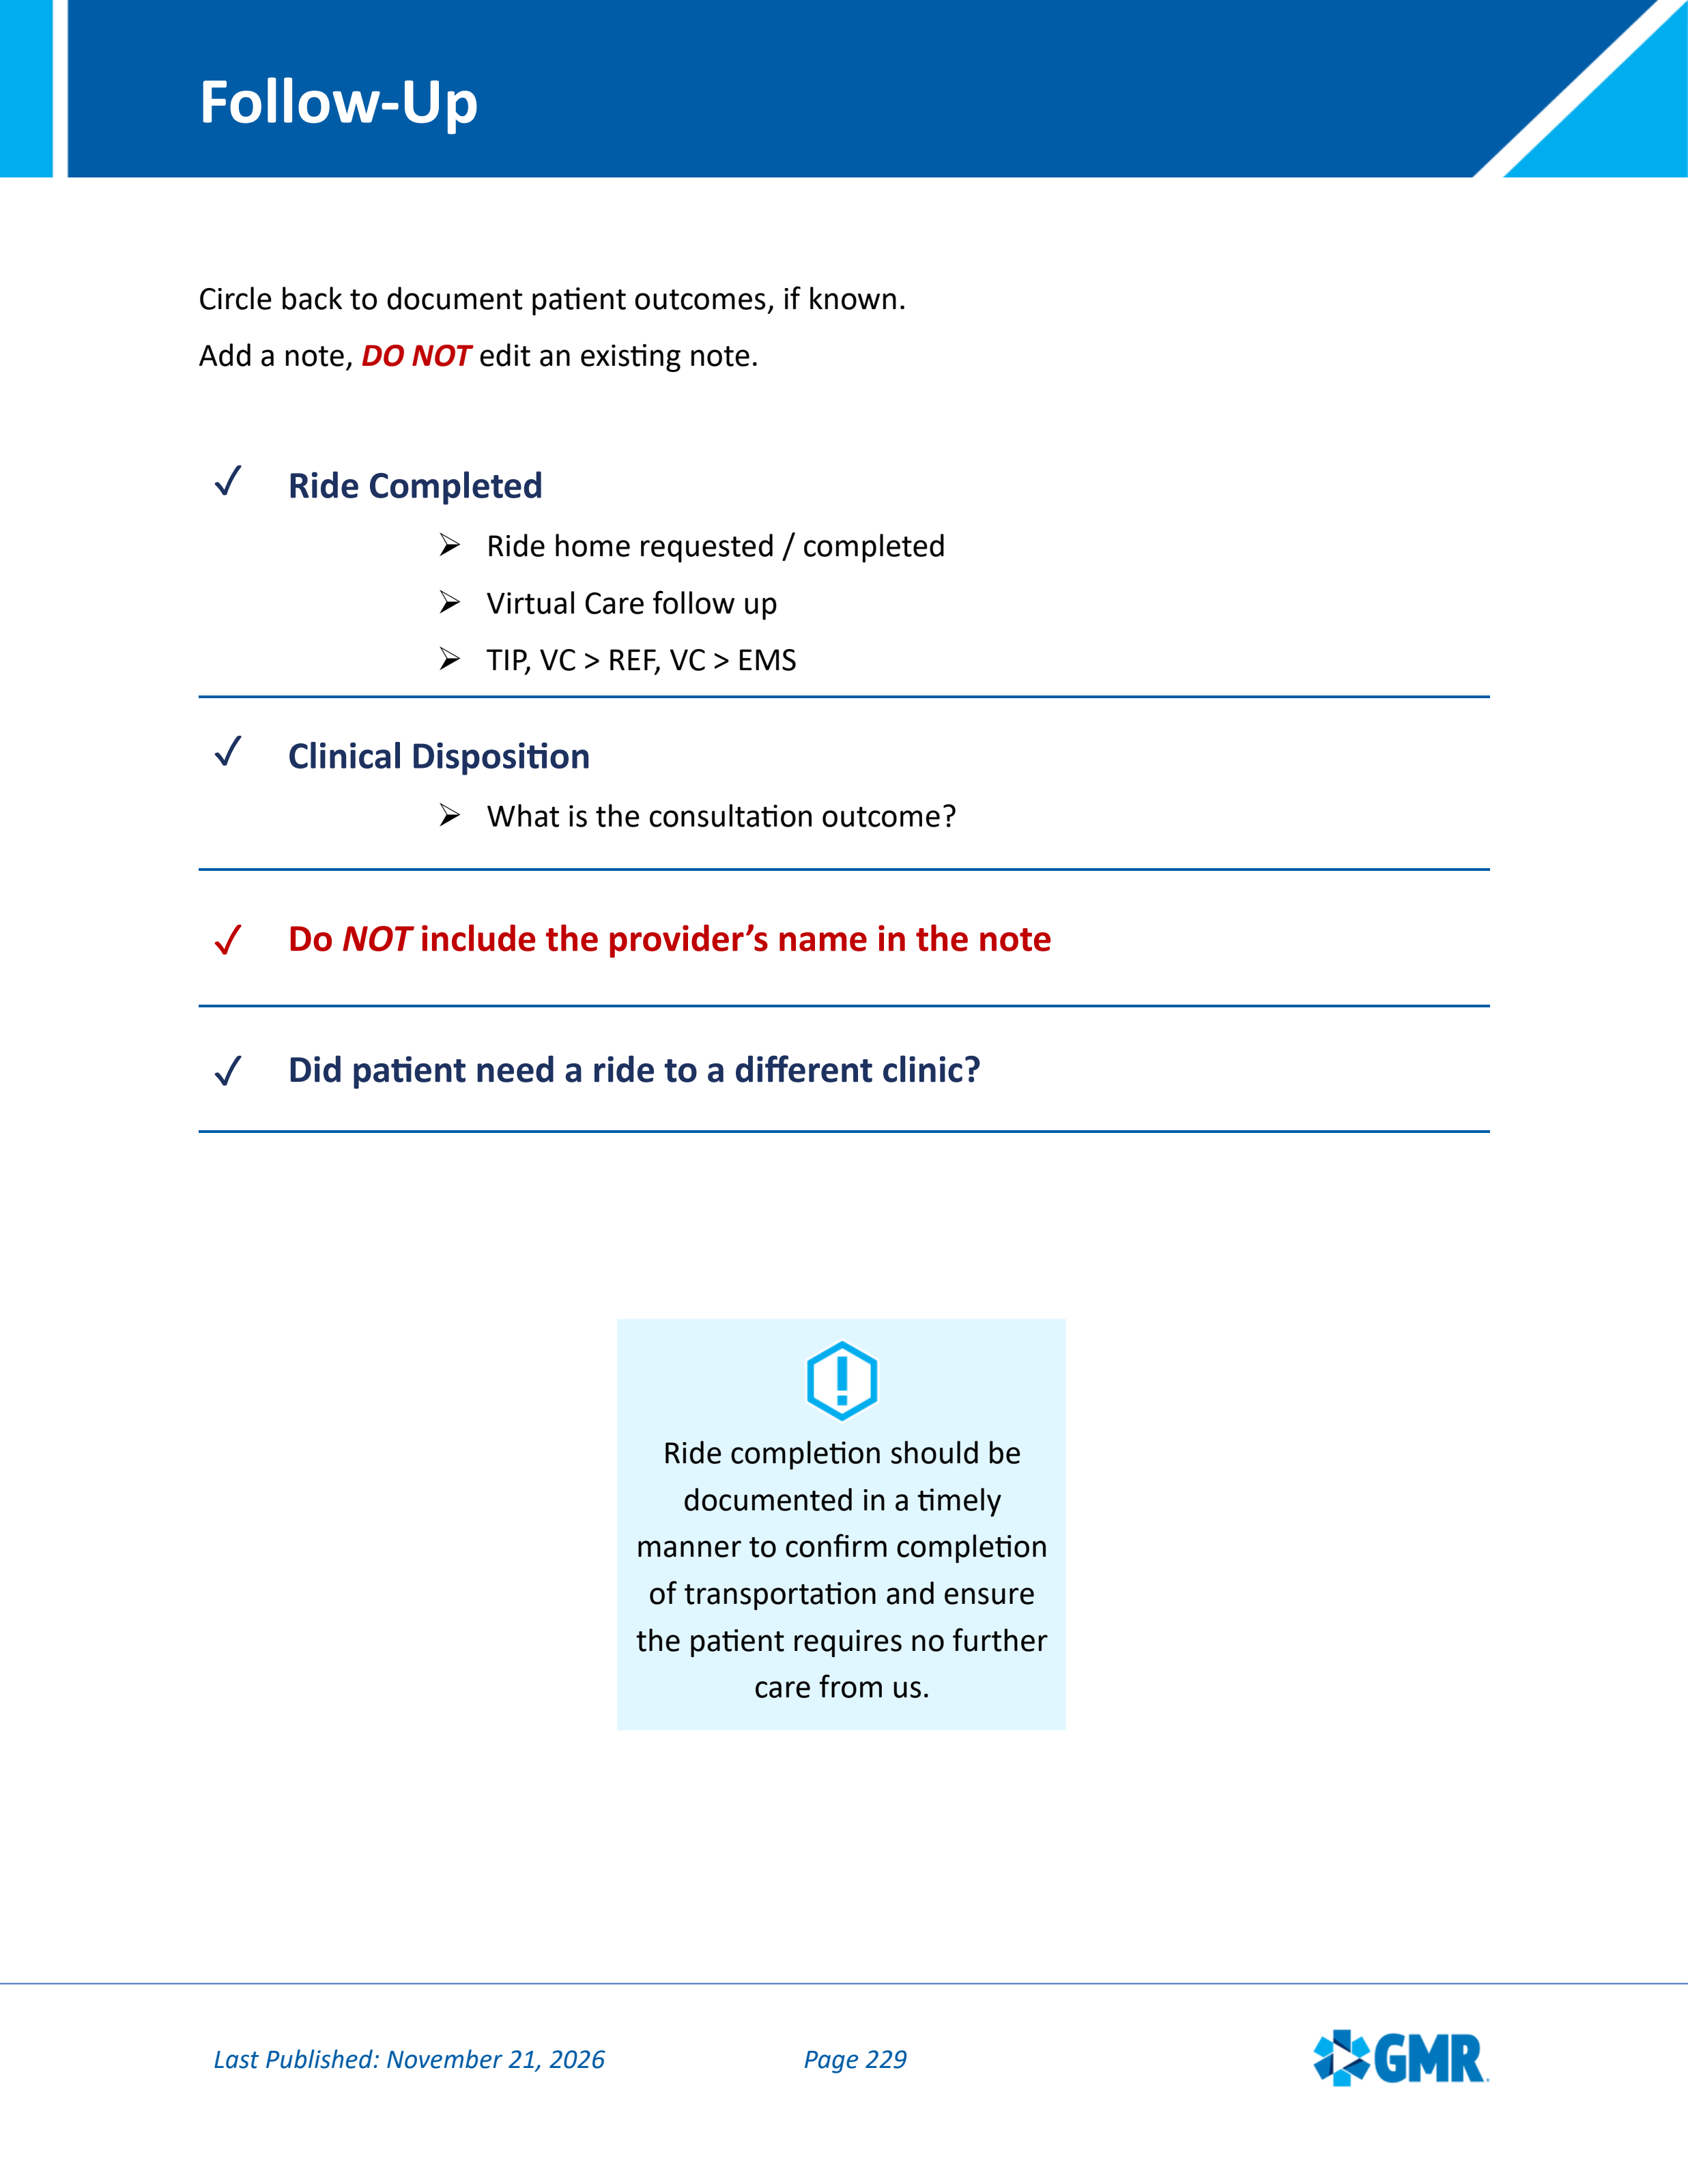 Follow-Up
Circle back to document patient outcomes, if known.
Add a note, DO NOT edit an existing note.
✓ Ride Completed
➢ Ride home requested / completed
➢ Virtual Care follow up
➢ TIP, VC > REF, VC > EMS
✓ Clinical Disposition
➢ What is the consultation outcome?
✓ Do NOT include the provider’s name in the note
✓ Did patient need a ride to a different clinic?
!
Ride completion should be
documented in a timely
manner to confirm completion
of transportation and ensure
the patient requires no further
care from us.
Last Published: November 21, 2026 Page 229
GMR